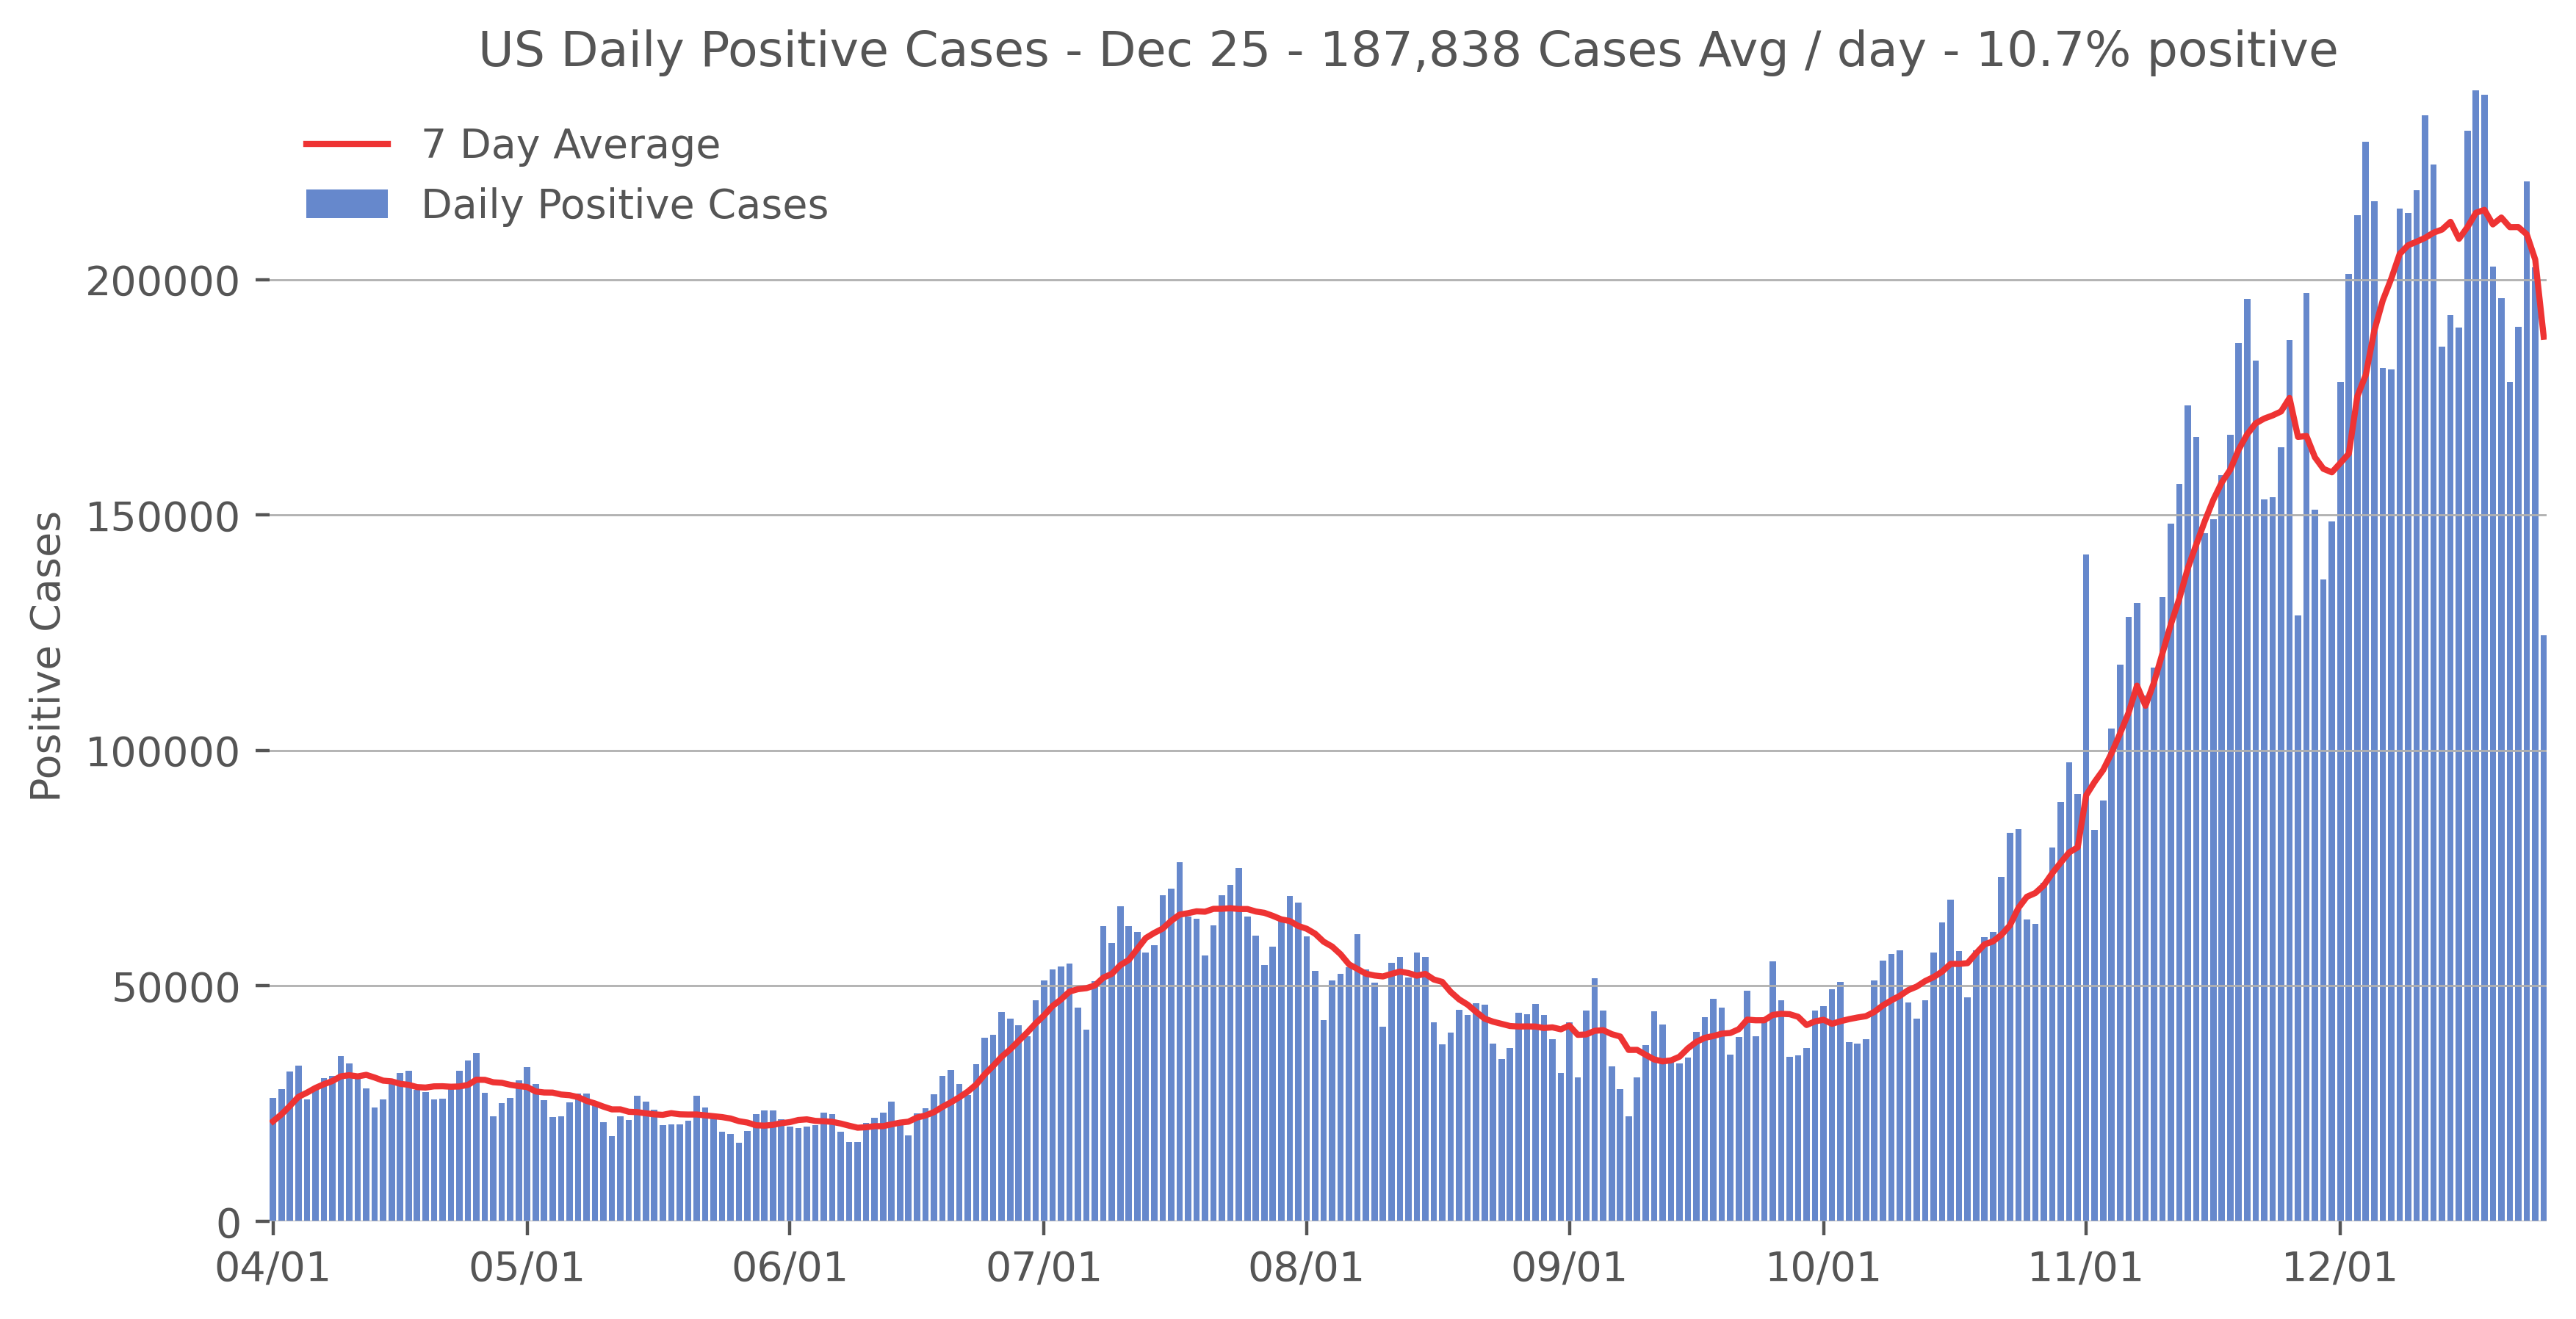 US Daily Positive Cases - Dec 25 - 187,838 Cases Avg / day - 10.7% positive
7 Day Average
Daily Positive Cases
200000
150000
100000
50000
0
Positive Cases
04/01 05/01 06/01 07/01 08/01 09/01 10/01 11/01 12/01